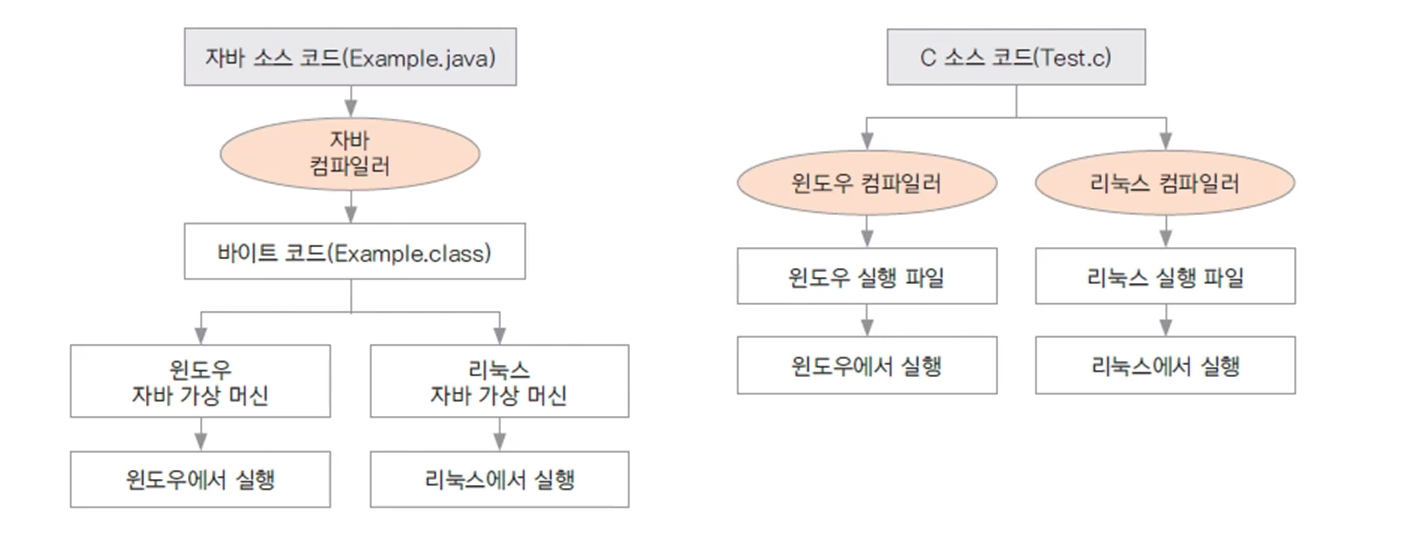 자바 소스 코드(Example.java)
자바
컴파일러
바이트 코드(Example.class)
윈도우
자바 가상 머신
리눅스
자바 가상 머신
윈도우에서 실행
리눅스에서 실행
C 소스 코드(Test.c)
윈도우 컴파일러
리눅스 컴파일러
윈도우 실행 파일
리눅스 실행 파일
윈도우에서 실행
리눅스에서 실행